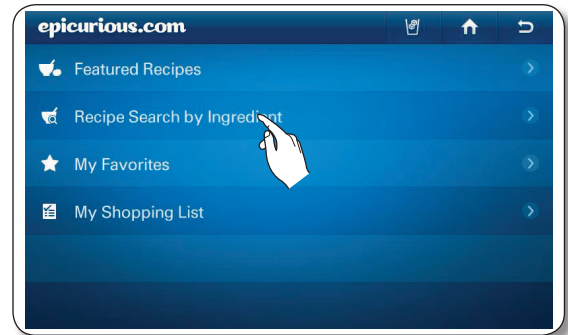 epicurious.com
Featured Recipes
Recipe Search by Ingredient
My Favorites
My Shopping List